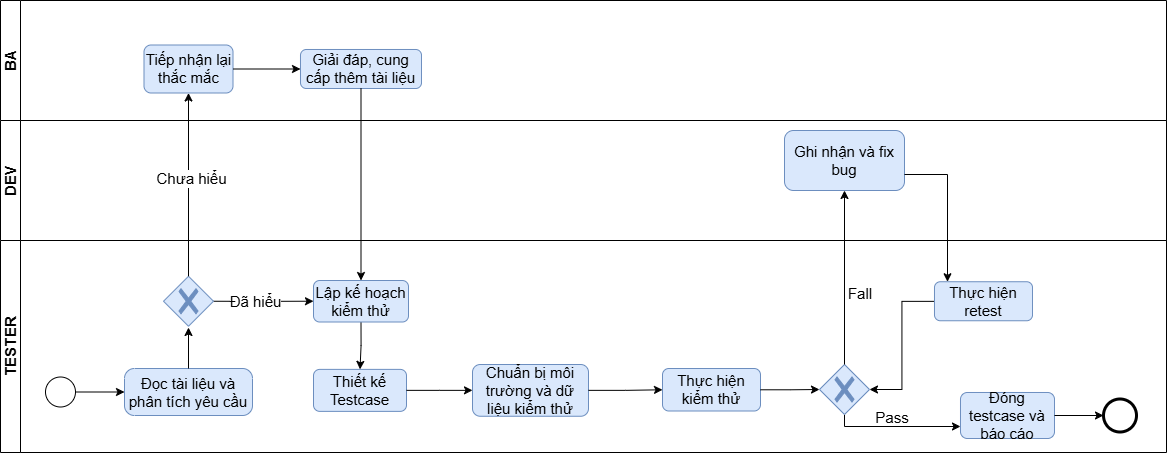 BA
Tiếp nhận lại
thắc mắc
Giải đáp, cung
cấp thêm tài liệu
DEV
Chưa hiểu
Ghi nhận và fix
bug
TESTER
Đã hiểu
Lập kế hoạch
kiểm thử
Fall
Thực hiện
retest
Đọc tài liệu và
phân tích yêu cầu
Thiết kế
Testcase
Chuẩn bị môi
trường và dữ
liệu kiểm thử
Thực hiện
kiểm thử
Pass
Đóng
testcase và
báo cáo